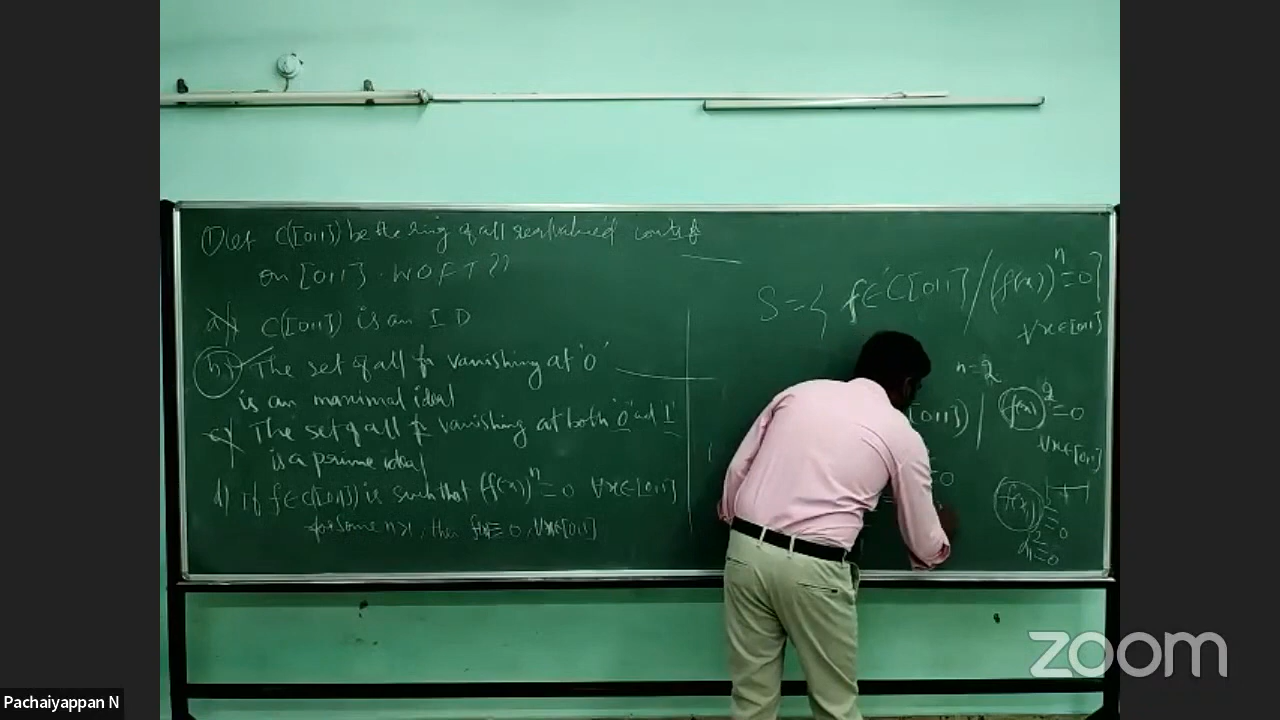 ① Let C([0,1]) be the ring of all real valued conts f
on [0,1]. W O F T ??
a) C([0,1]) is an I D
b) The set of all f vanishing at '0'
is an maximal ideal
c) The set of all f vanishing at both '0' and '1'
is a prime ideal
d) if f∈C([0,1]) is such that (f(x))^n = 0 ∀x∈[0,1]
for some n>1, then f(x) ≡ 0, ∀x∈[0,1]
S = { f∈C[0,1] / (f(x))^n = 0 }
∀x∈[0,1]
n=2
[0,1]) | (f(x))^2 = 0
∀x∈[0,1]
= 0
Pachaiyappan N
zoom